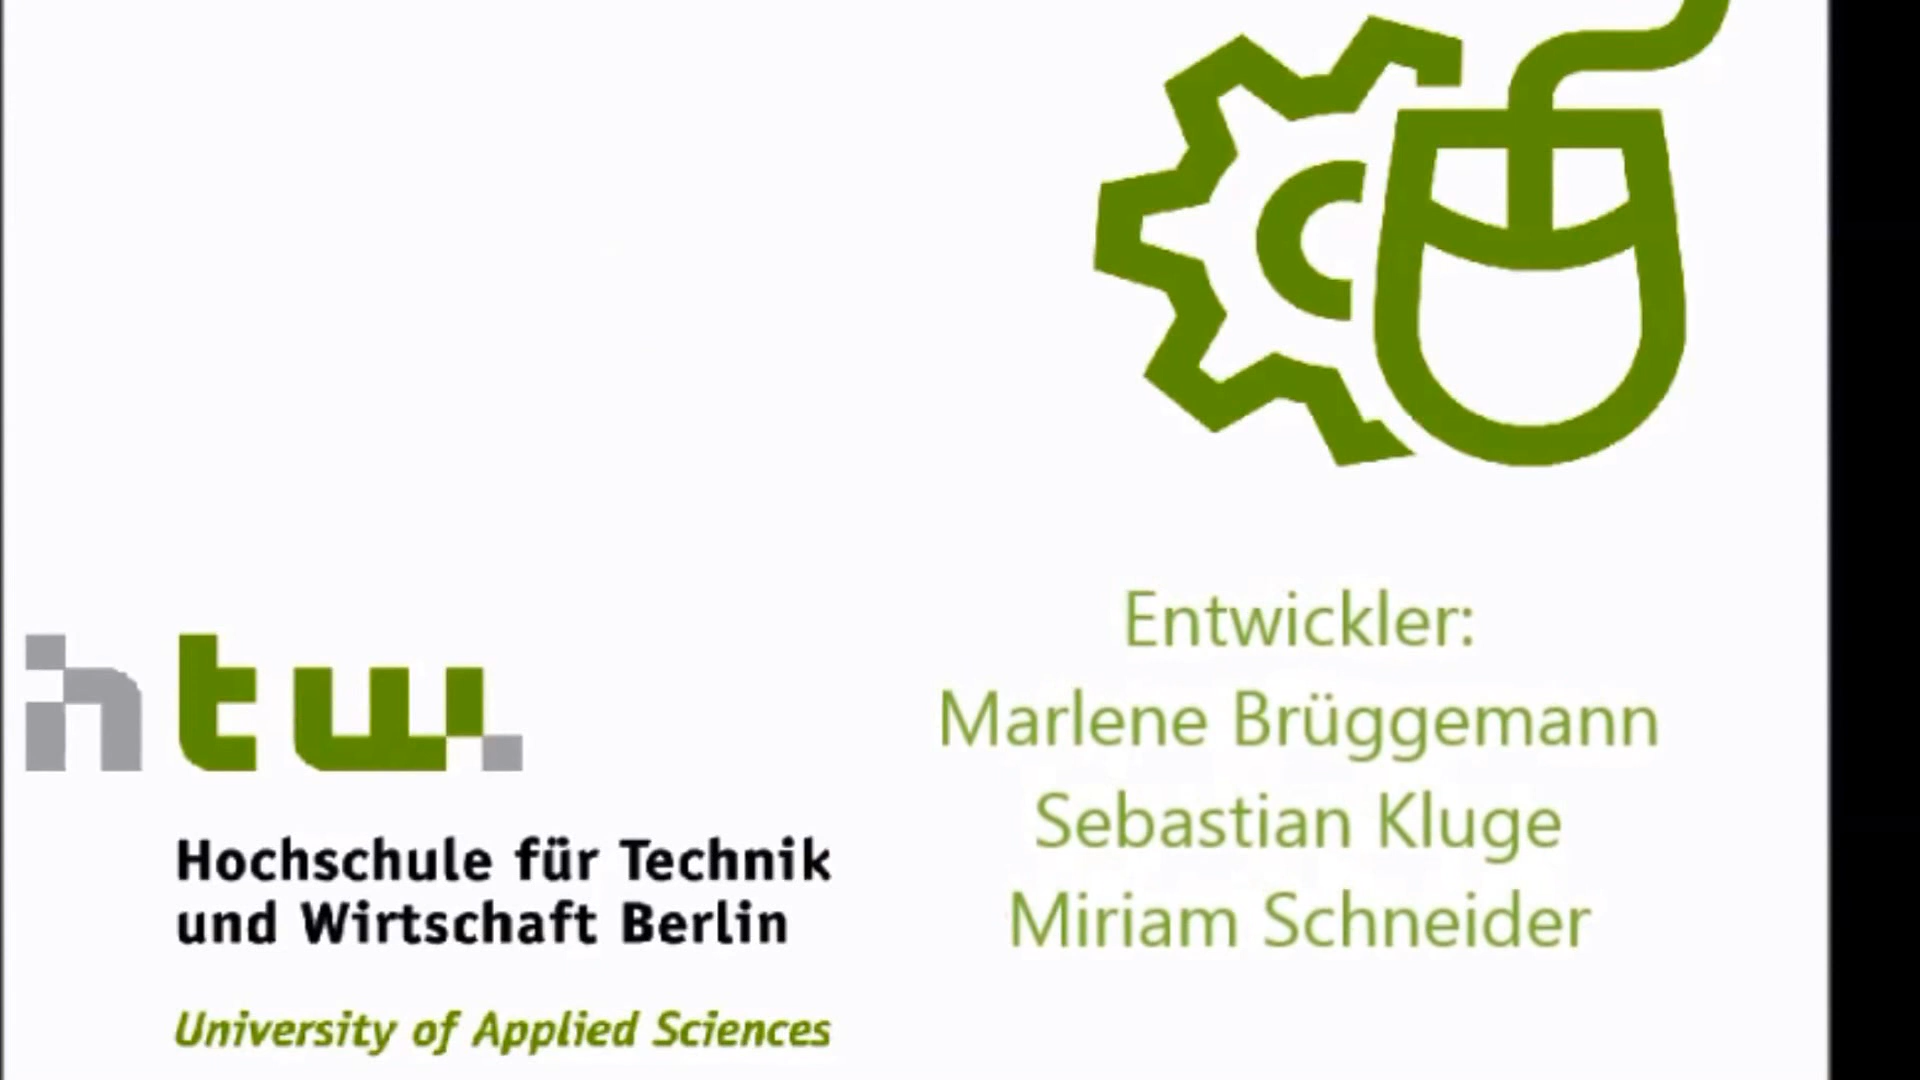 htw.
Hochschule für Technik
und Wirtschaft Berlin
University of Applied Sciences
Entwickler:
Marlene Brüggemann
Sebastian Kluge
Miriam Schneider